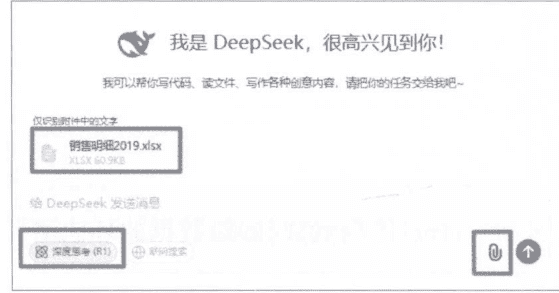 我是 DeepSeek，很高兴见到你！
我可以帮你写代码、读文件、写作各种创意内容，请把你的任务交给我吧~
仅识别附件中的文字
销售明细2019.xlsx
XLSX 60.9KB
给 DeepSeek 发送消息
深度思考 (R1)
联网搜索